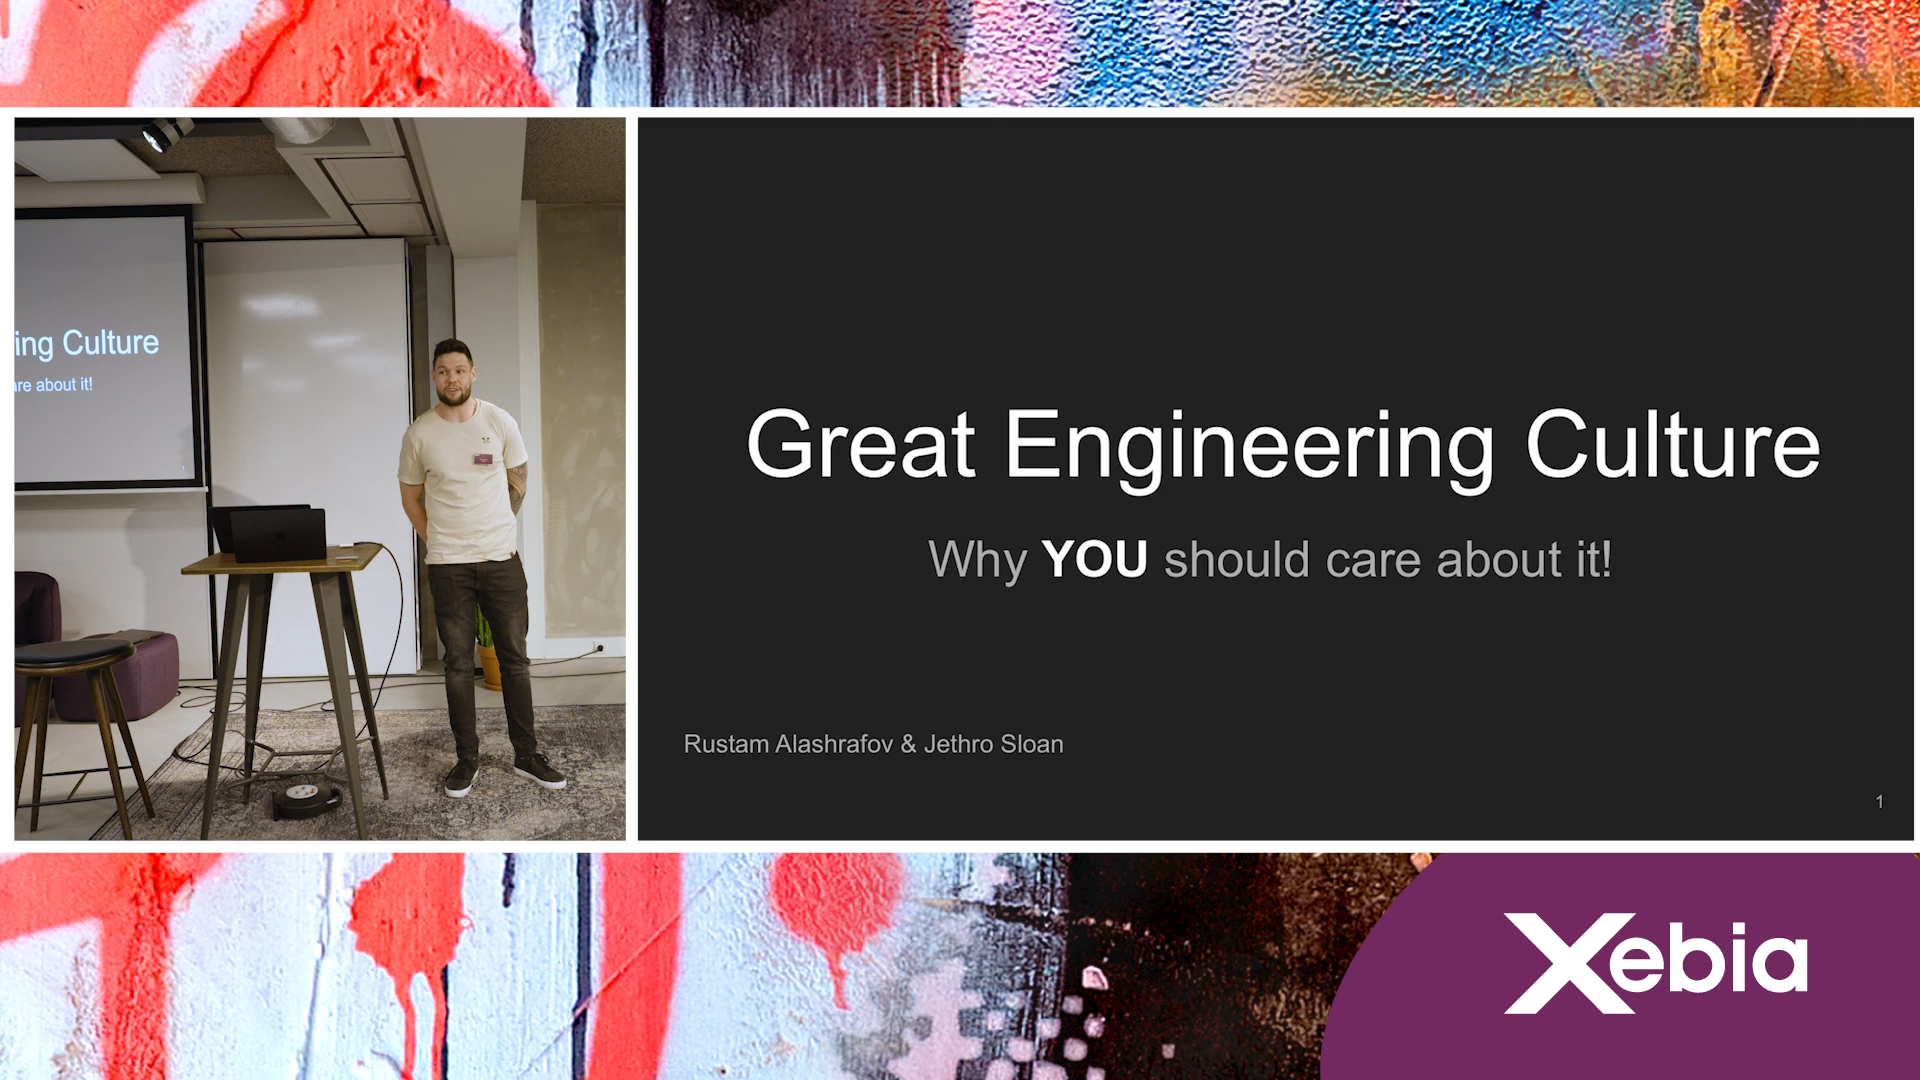 ing Culture
are about it!
Great Engineering Culture
Why YOU should care about it!
Rustam Alashrafov & Jethro Sloan
1
Xebia